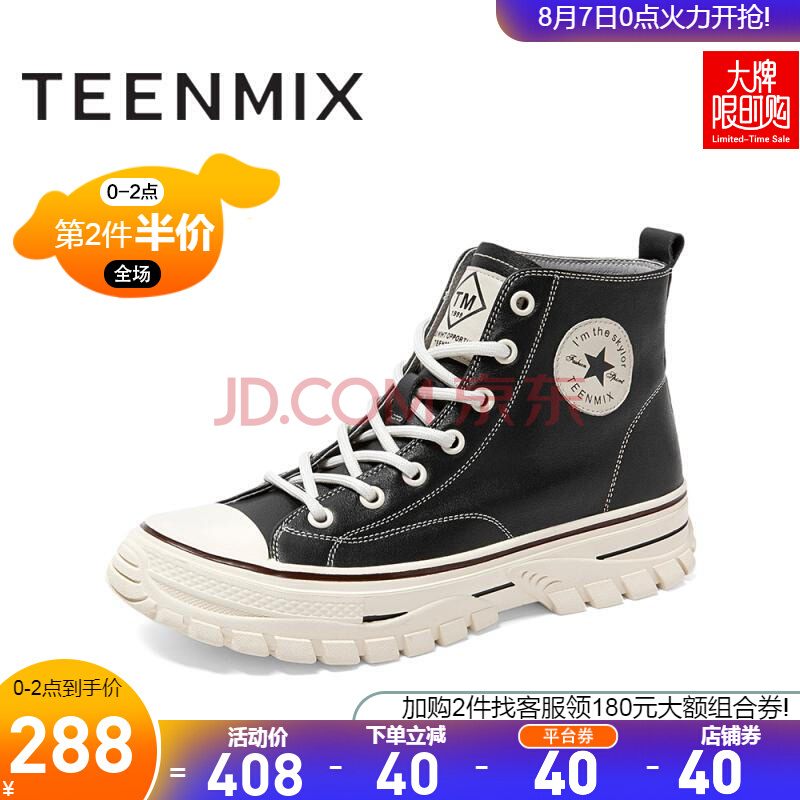 8月7日0点火力开抢!
TEENMIX
大牌
限时购
Limited-Time Sale
0-2点
第2件半价
全场
TM
1998
I'm the skylor
Fashion
EENMIX
JD.COM 京东
0-2点到手价
288
¥
加购2件找客服领180元大额组合券!
= 活动价 下单立减 平台券 店铺券
408 - 40 - 40 - 40